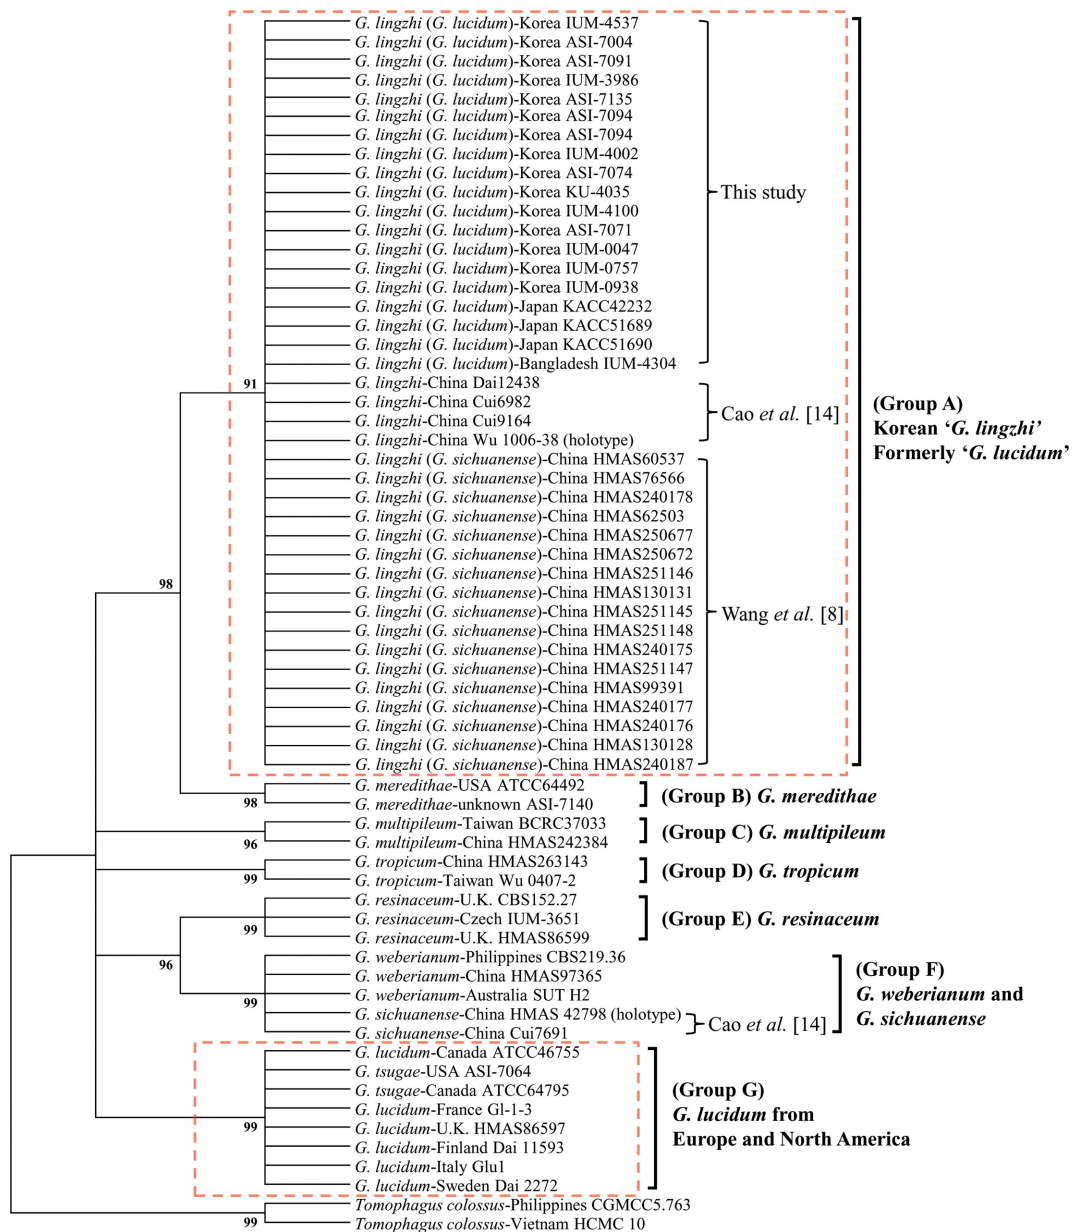 G. lingzhi (G. lucidum)-Korea IUM-4537
G. lingzhi (G. lucidum)-Korea ASI-7004
G. lingzhi (G. lucidum)-Korea ASI-7091
G. lingzhi (G. lucidum)-Korea IUM-3986
G. lingzhi (G. lucidum)-Korea ASI-7135
G. lingzhi (G. lucidum)-Korea ASI-7094
G. lingzhi (G. lucidum)-Korea ASI-7094
G. lingzhi (G. lucidum)-Korea IUM-4002
G. lingzhi (G. lucidum)-Korea ASI-7074
G. lingzhi (G. lucidum)-Korea KU-4035
G. lingzhi (G. lucidum)-Korea IUM-4100
G. lingzhi (G. lucidum)-Korea ASI-7071
G. lingzhi (G. lucidum)-Korea IUM-0047
G. lingzhi (G. lucidum)-Korea IUM-0757
G. lingzhi (G. lucidum)-Korea IUM-0938
G. lingzhi (G. lucidum)-Japan KACC42232
G. lingzhi (G. lucidum)-Japan KACC51689
G. lingzhi (G. lucidum)-Japan KACC51690
G. lingzhi (G. lucidum)-Bangladesh IUM-4304
This study
G. lingzhi-China Dai12438
G. lingzhi-China Cui6982
G. lingzhi-China Cui9164
G. lingzhi-China Wu 1006-38 (holotype)
Cao et al. [14]
G. lingzhi (G. sichuanense)-China HMAS60537
G. lingzhi (G. sichuanense)-China HMAS76566
G. lingzhi (G. sichuanense)-China HMAS240178
G. lingzhi (G. sichuanense)-China HMAS62503
G. lingzhi (G. sichuanense)-China HMAS250677
G. lingzhi (G. sichuanense)-China HMAS250672
G. lingzhi (G. sichuanense)-China HMAS251146
G. lingzhi (G. sichuanense)-China HMAS130131
G. lingzhi (G. sichuanense)-China HMAS251145
G. lingzhi (G. sichuanense)-China HMAS251148
G. lingzhi (G. sichuanense)-China HMAS240175
G. lingzhi (G. sichuanense)-China HMAS251147
G. lingzhi (G. sichuanense)-China HMAS99391
G. lingzhi (G. sichuanense)-China HMAS240177
G. lingzhi (G. sichuanense)-China HMAS240176
G. lingzhi (G. sichuanense)-China HMAS130128
G. lingzhi (G. sichuanense)-China HMAS240187
Wang et al. [8]
(Group A)
Korean ‘G. lingzhi’
Formerly ‘G. lucidum’
91
98
G. meredithae-USA ATCC64492
G. meredithae-unknown ASI-7140
98
(Group B) G. meredithae
G. multipileum-Taiwan BCRC37033
G. multipileum-China HMAS242384
96
(Group C) G. multipileum
G. tropicum-China HMAS263143
G. tropicum-Taiwan Wu 0407-2
99
(Group D) G. tropicum
G. resinaceum-U.K. CBS152.27
G. resinaceum-Czech IUM-3651
G. resinaceum-U.K. HMAS86599
99
(Group E) G. resinaceum
96
G. weberianum-Philippines CBS219.36
G. weberianum-China HMAS97365
G. weberianum-Australia SUT H2
G. sichuanense-China HMAS 42798 (holotype)
G. sichuanense-China Cui7691
99
Cao et al. [14]
(Group F)
G. weberianum and
G. sichuanense
G. lucidum-Canada ATCC46755
G. tsugae-USA ASI-7064
G. tsugae-Canada ATCC64795
G. lucidum-France Gl-1-3
G. lucidum-U.K. HMAS86597
G. lucidum-Finland Dai 11593
G. lucidum-Italy Glu1
G. lucidum-Sweden Dai 2272
99
(Group G)
G. lucidum from
Europe and North America
Tomophagus colossus-Philippines CGMCC5.763
Tomophagus colossus-Vietnam HCMC 10
99